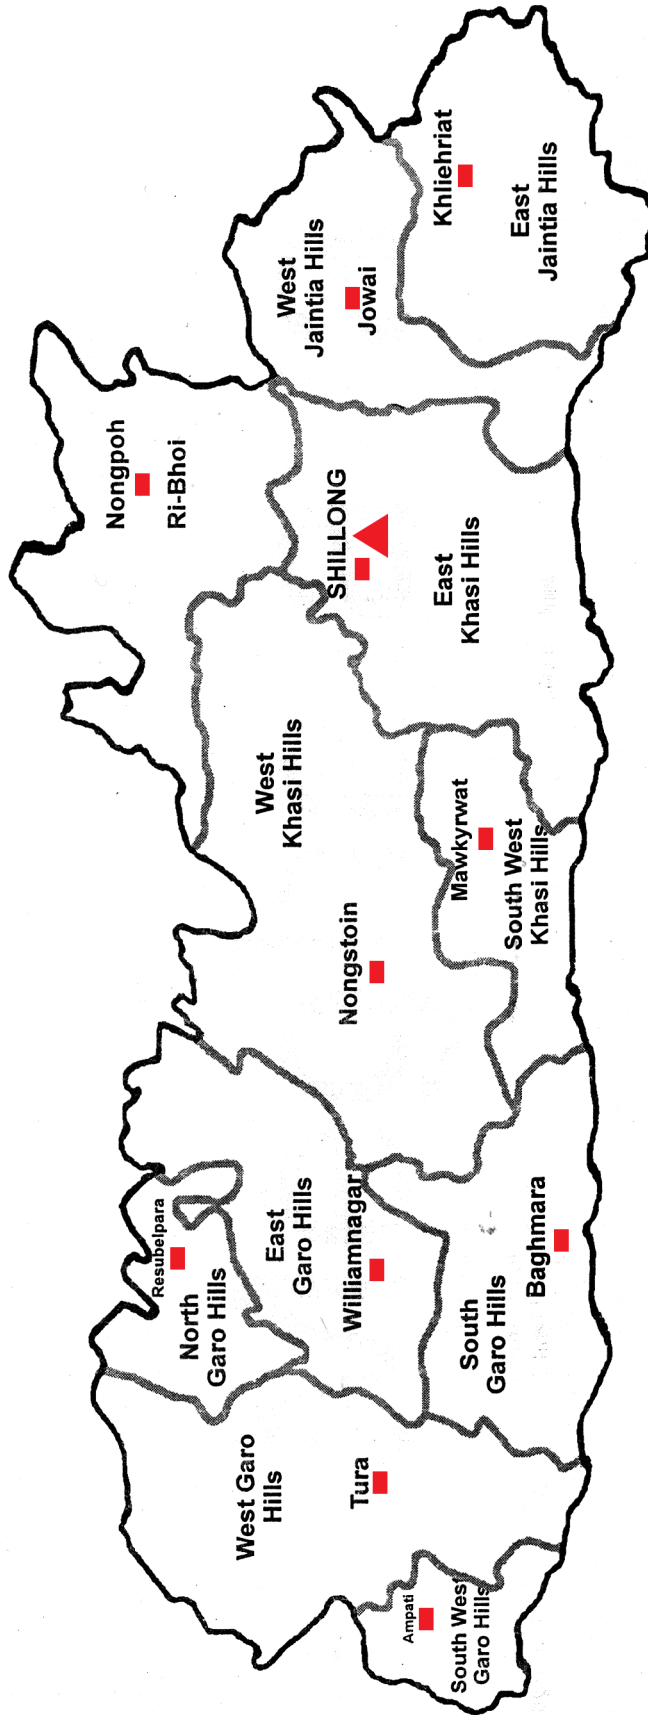 Nongpoh
Ri-Bhoi
West
Jaintia Hills
Jowai
Khliehriat
East
Jaintia Hills
SHILLONG
East
Khasi Hills
West
Khasi Hills
Nongstoin
Mawkyrwat
South West
Khasi Hills
Resubelpara
North
Garo Hills
East
Garo Hills
Williamnagar
South
Garo Hills
Baghmara
West Garo
Hills
Tura
Ampati
South West
Garo Hills